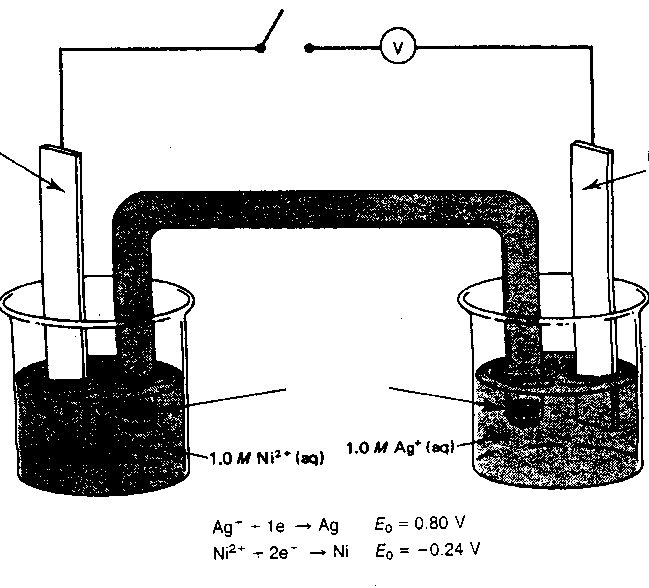 V
1.0 M Ni²⁺ (aq)
1.0 M Ag⁺ (aq)
Ag⁺ + 1e → Ag E₀ = 0.80 V
Ni²⁺ + 2e⁻ → Ni E₀ = −0.24 V